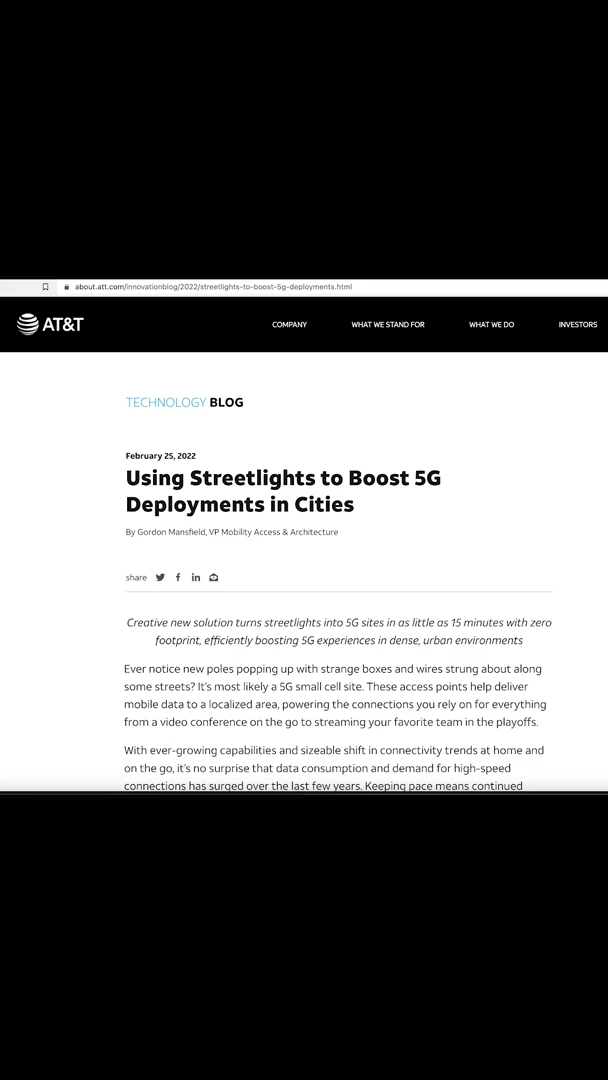 about.att.com/innovationblog/2022/streetlights-to-boost-5g-deployments.html
AT&T
COMPANY WHAT WE STAND FOR WHAT WE DO INVESTORS
TECHNOLOGY BLOG
February 25, 2022
Using Streetlights to Boost 5G
Deployments in Cities
By Gordon Mansfield, VP Mobility Access & Architecture
share
Creative new solution turns streetlights into 5G sites in as little as 15 minutes with zero
footprint, efficiently boosting 5G experiences in dense, urban environments
Ever notice new poles popping up with strange boxes and wires strung about along
some streets? It's most likely a 5G small cell site. These access points help deliver
mobile data to a localized area, powering the connections you rely on for everything
from a video conference on the go to streaming your favorite team in the playoffs.
With ever-growing capabilities and sizeable shift in connectivity trends at home and
on the go, it's no surprise that data consumption and demand for high-speed
connections has surged over the last few years. Keeping pace means continued